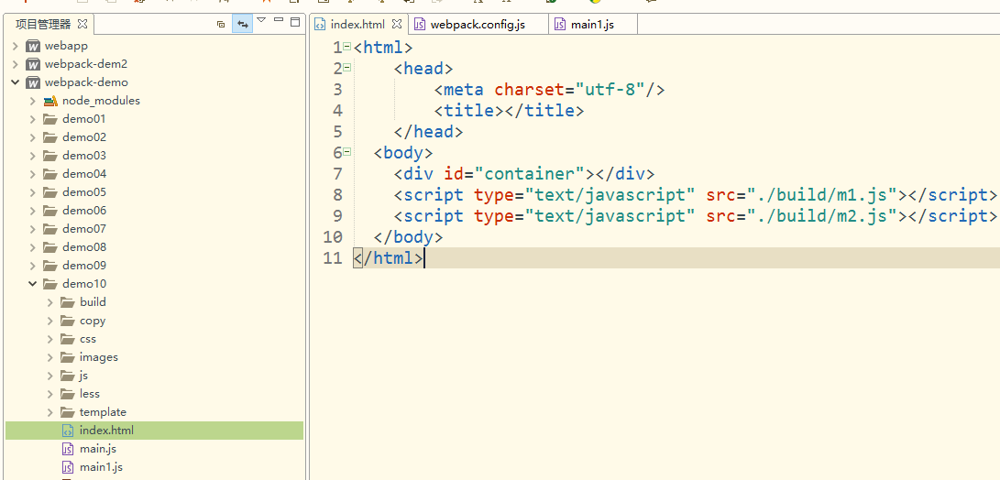 项目管理器
webapp
webpack-dem2
webpack-demo
node_modules
demo01
demo02
demo03
demo04
demo05
demo06
demo07
demo08
demo09
demo10
build
copy
css
images
js
less
template
index.html
main.js
main1.js
index.html webpack.config.js main1.js
1 <html>
2 <head>
3 <meta charset="utf-8"/>
4 <title></title>
5 </head>
6 <body>
7 <div id="container"></div>
8 <script type="text/javascript" src="./build/m1.js"></script>
9 <script type="text/javascript" src="./build/m2.js"></script>
10 </body>
11 </html>